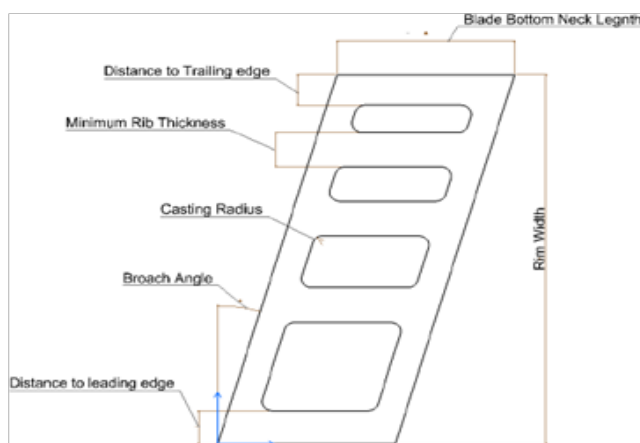 Blade Bottom Neck Legnth
Distance to Trailing edge
Minimum Rib Thickness
Casting Radius
Rim Width
Broach Angle
Distance to leading edge